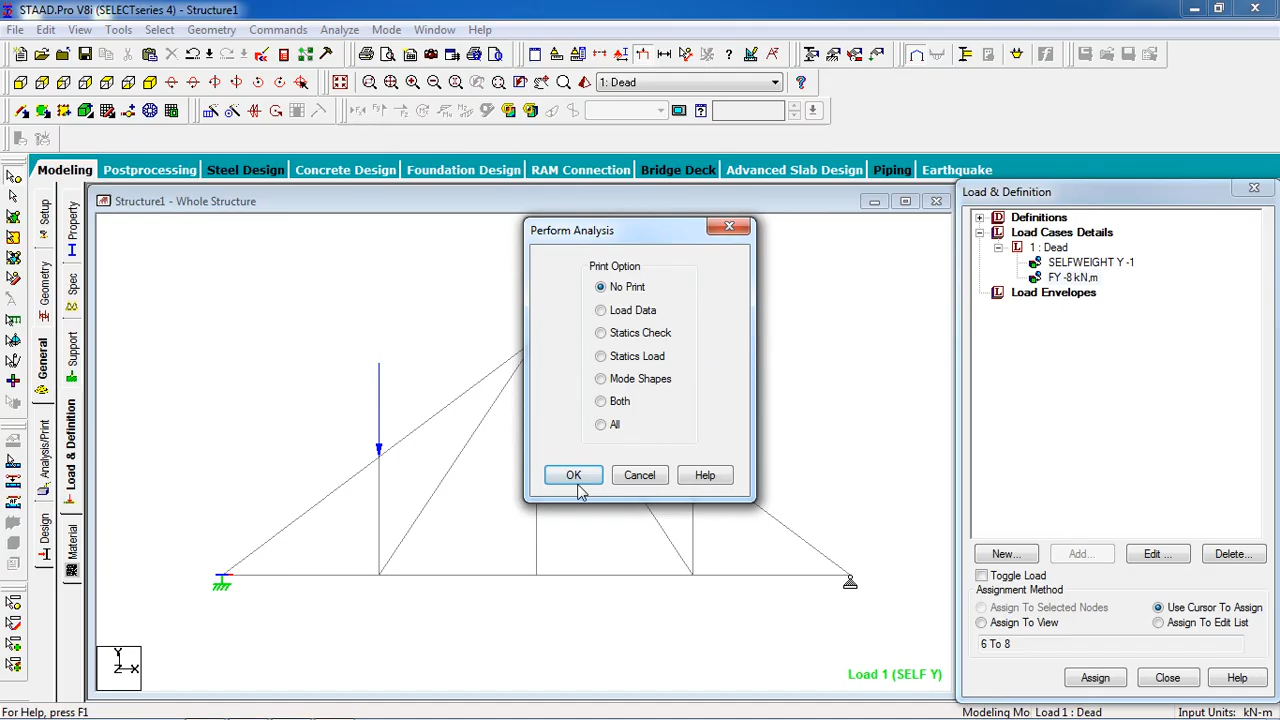 STAAD.Pro V8i (SELECTseries 4) - Structure1
File Edit View Tools Select Geometry Commands Analyze Mode Window Help
1: Dead
Modeling Postprocessing Steel Design Concrete Design Foundation Design RAM Connection Bridge Deck Advanced Slab Design Piping Earthquake
Structure1 - Whole Structure
Setup
Geometry
General
Analysis/Print
Design
Property
Spec
Support
Load & Definition
Material
Perform Analysis
Print Option
No Print
Load Data
Statics Check
Statics Load
Mode Shapes
Both
All
OK Cancel Help
Y
Z X
Load 1 (SELF Y)
Load & Definition
Definitions
Load Cases Details
1 : Dead
SELFWEIGHT Y -1
FY -8 kN,m
Load Envelopes
New... Add... Edit ... Delete...
Toggle Load
Assignment Method
Assign To Selected Nodes Use Cursor To Assign
Assign To View Assign To Edit List
6 To 8
Assign Close Help
For Help, press F1
Modeling Mo Load 1 : Dead Input Units: kN-m